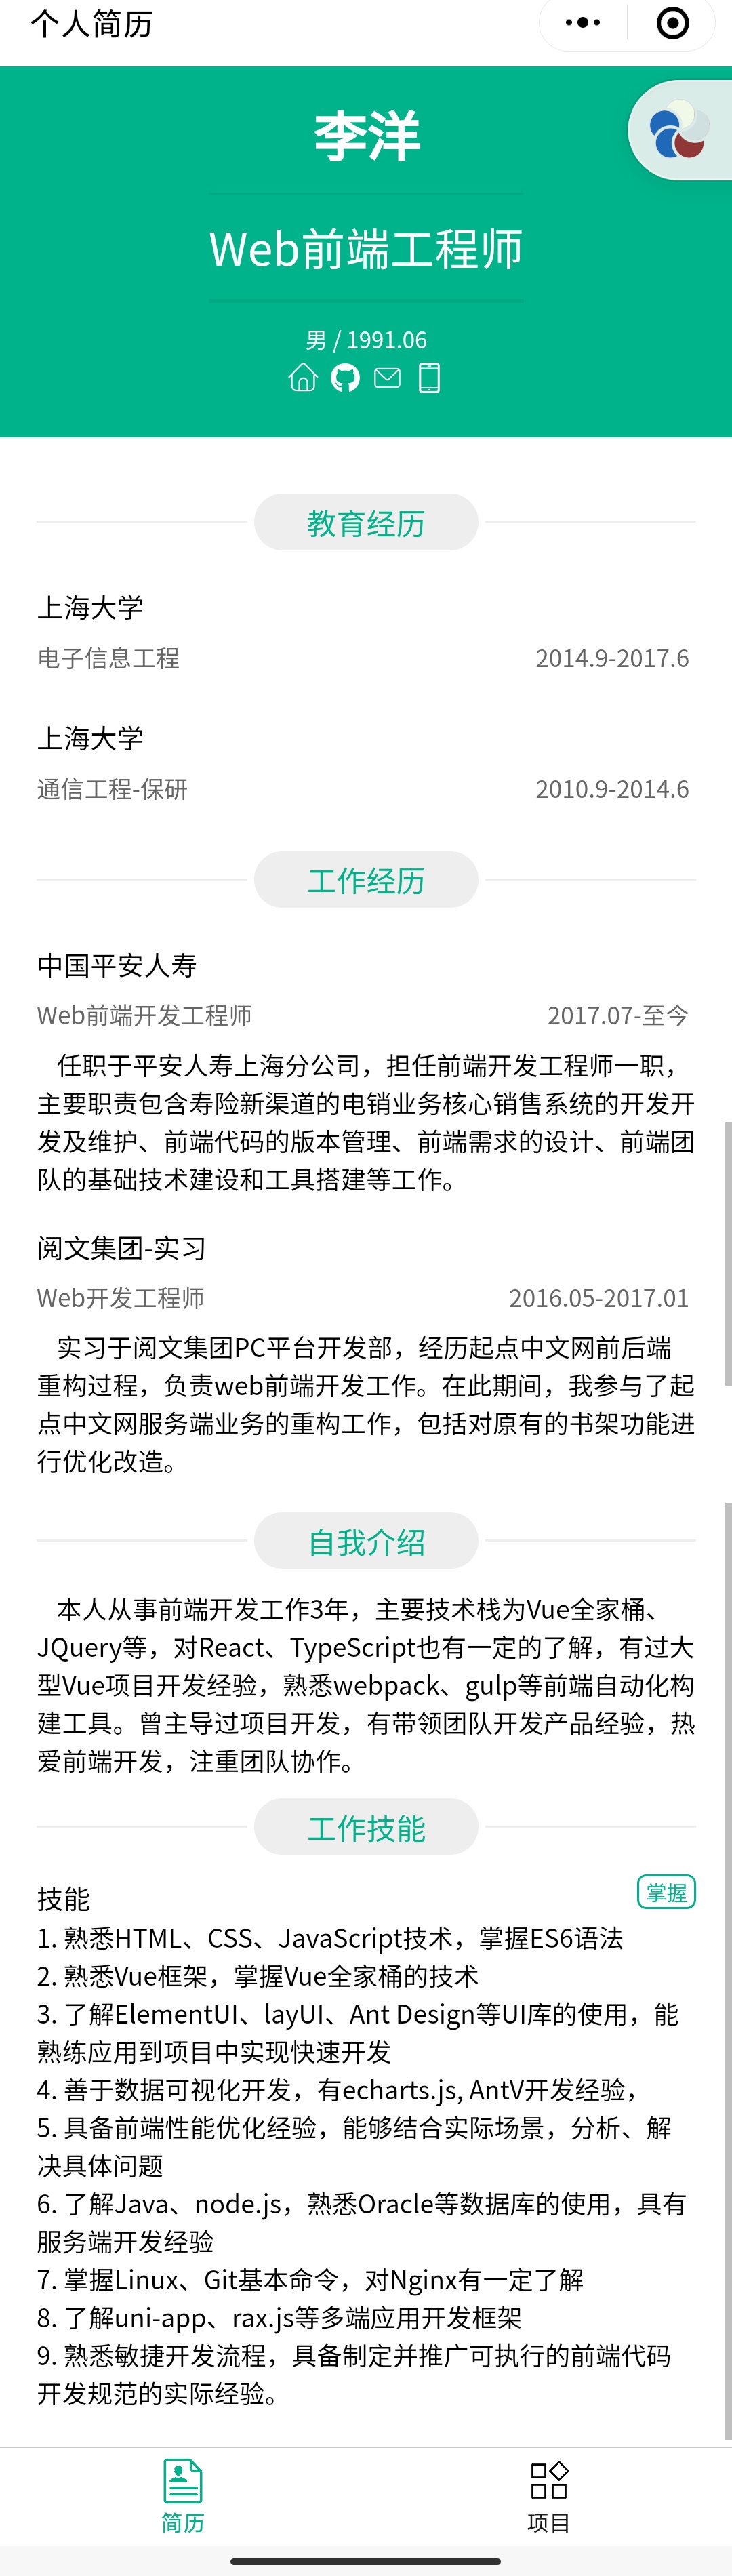 个人简历
李洋
Web前端工程师
男 / 1991.06
教育经历
上海大学
电子信息工程 2014.9-2017.6
上海大学
通信工程-保研 2010.9-2014.6
工作经历
中国平安人寿
Web前端开发工程师 2017.07-至今
任职于平安人寿上海分公司，担任前端开发工程师一职，
主要职责包含寿险新渠道的电销业务核心销售系统的开发开
发及维护、前端代码的版本管理、前端需求的设计、前端团
队的基础技术建设和工具搭建等工作。
阅文集团-实习
Web开发工程师 2016.05-2017.01
实习于阅文集团PC平台开发部，经历起点中文网前后端
重构过程，负责web前端开发工作。在此期间，我参与了起
点中文网服务端业务的重构工作，包括对原有的书架功能进
行优化改造。
自我介绍
本人从事前端开发工作3年，主要技术栈为Vue全家桶、
JQuery等，对React、TypeScript也有一定的了解，有过大
型Vue项目开发经验，熟悉webpack、gulp等前端自动化构
建工具。曾主导过项目开发，有带领团队开发产品经验，热
爱前端开发，注重团队协作。
工作技能
技能 掌握
1. 熟悉HTML、CSS、JavaScript技术，掌握ES6语法
2. 熟悉Vue框架，掌握Vue全家桶的技术
3. 了解ElementUI、layUI、Ant Design等UI库的使用，能
熟练应用到项目中实现快速开发
4. 善于数据可视化开发，有echarts.js, AntV开发经验，
5. 具备前端性能优化经验，能够结合实际场景，分析、解
决具体问题
6. 了解Java、node.js，熟悉Oracle等数据库的使用，具有
服务端开发经验
7. 掌握Linux、Git基本命令，对Nginx有一定了解
8. 了解uni-app、rax.js等多端应用开发框架
9. 熟悉敏捷开发流程，具备制定并推广可执行的前端代码
开发规范的实际经验。
简历 项目